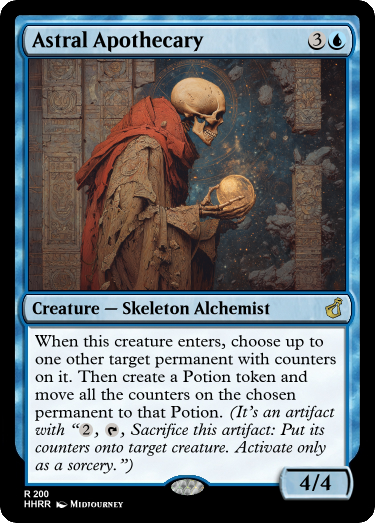 Astral Apothecary 3
Creature — Skeleton Alchemist
When this creature enters, choose up to
one other target permanent with counters
on it. Then create a Potion token and
move all the counters on the chosen
permanent to that Potion. (It's an artifact
with “2, , Sacrifice this artifact: Put its
counters onto target creature. Activate only
as a sorcery.”)
4/4
R 200
HHRR Midjourney